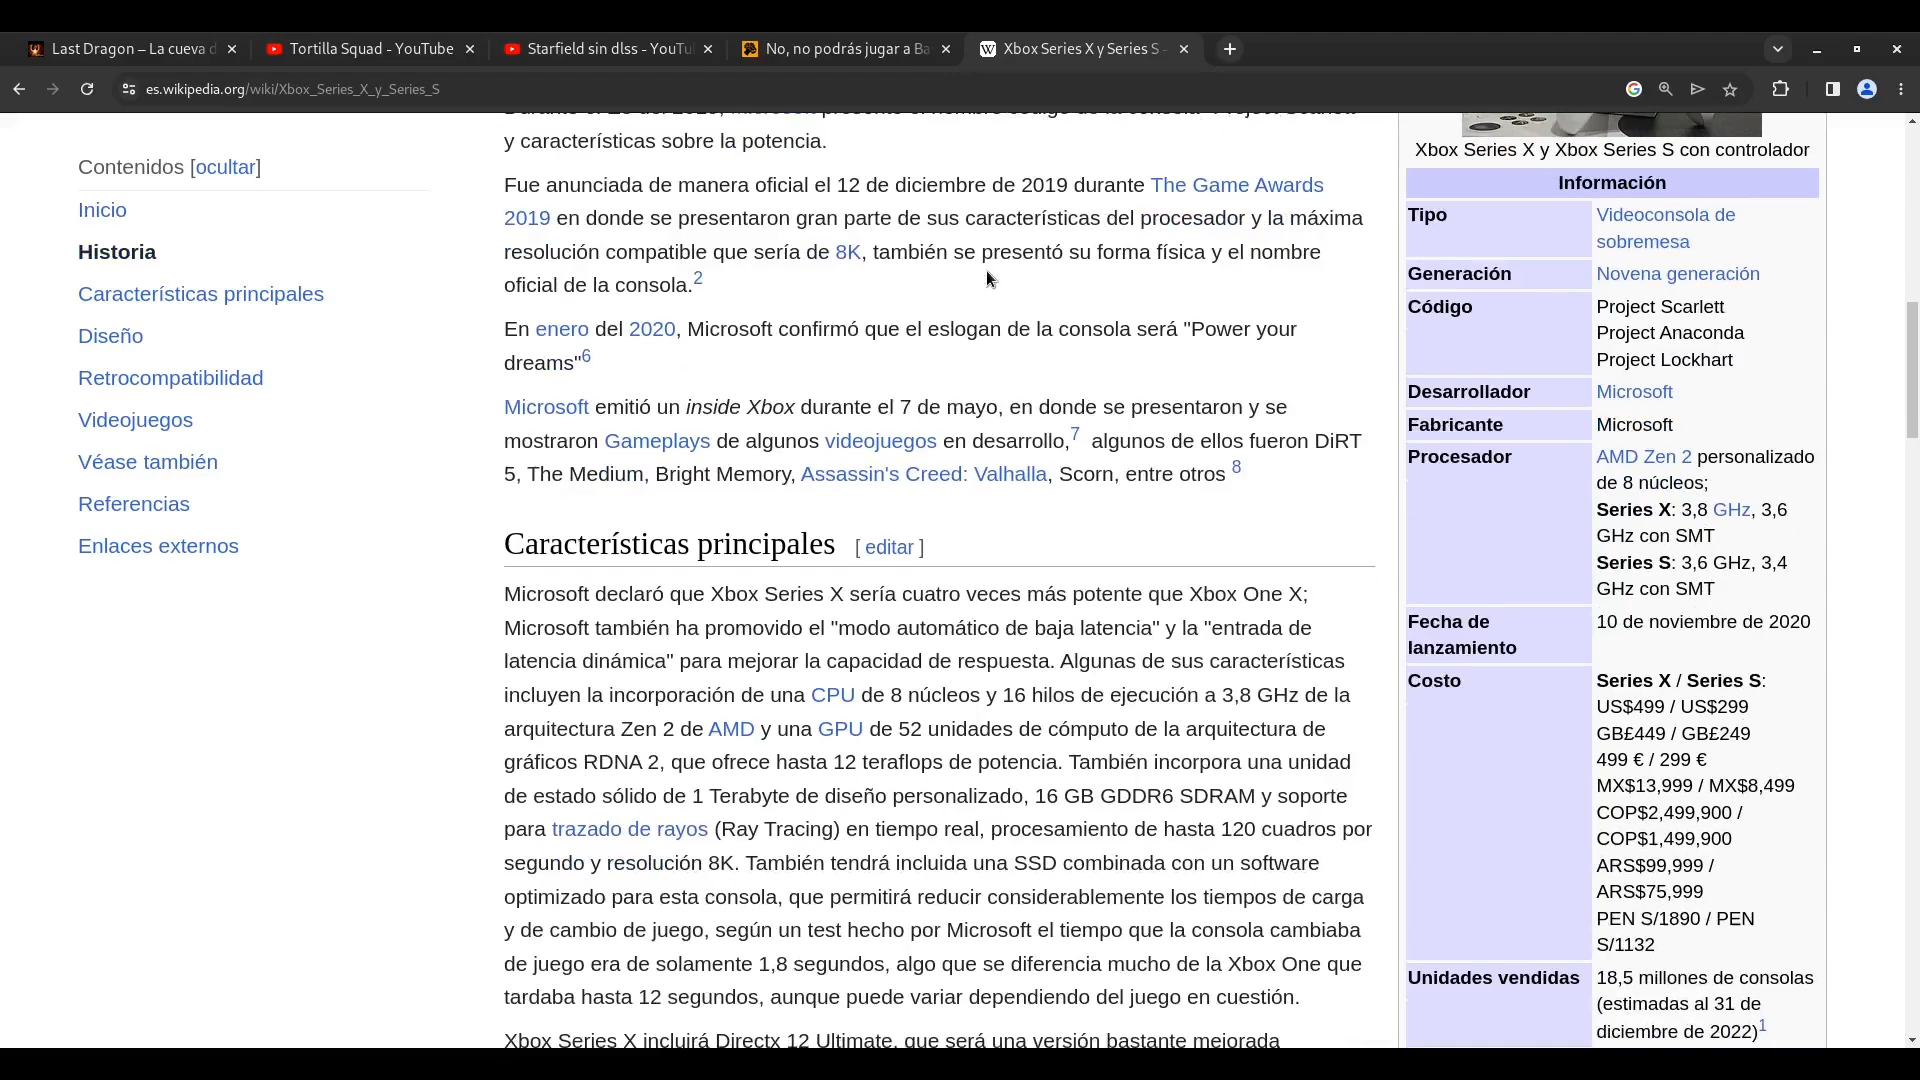 Last Dragon – La cueva d
Tortilla Squad - YouTube
Starfield sin dlss - YouTu
No, no podrás jugar a Ba
Xbox Series X y Series S -
es.wikipedia.org/wiki/Xbox_Series_X_y_Series_S
Contenidos [ocultar]
Inicio
Historia
Características principales
Diseño
Retrocompatibilidad
Videojuegos
Véase también
Referencias
Enlaces externos
y características sobre la potencia.
Fue anunciada de manera oficial el 12 de diciembre de 2019 durante The Game Awards
2019 en donde se presentaron gran parte de sus características del procesador y la máxima
resolución compatible que sería de 8K, también se presentó su forma física y el nombre
oficial de la consola.2
En enero del 2020, Microsoft confirmó que el eslogan de la consola será "Power your
dreams"6
Microsoft emitió un inside Xbox durante el 7 de mayo, en donde se presentaron y se
mostraron Gameplays de algunos videojuegos en desarrollo,7 algunos de ellos fueron DiRT
5, The Medium, Bright Memory, Assassin's Creed: Valhalla, Scorn, entre otros 8
Características principales [ editar ]
Microsoft declaró que Xbox Series X sería cuatro veces más potente que Xbox One X;
Microsoft también ha promovido el "modo automático de baja latencia" y la "entrada de
latencia dinámica" para mejorar la capacidad de respuesta. Algunas de sus características
incluyen la incorporación de una CPU de 8 núcleos y 16 hilos de ejecución a 3,8 GHz de la
arquitectura Zen 2 de AMD y una GPU de 52 unidades de cómputo de la arquitectura de
gráficos RDNA 2, que ofrece hasta 12 teraflops de potencia. También incorpora una unidad
de estado sólido de 1 Terabyte de diseño personalizado, 16 GB GDDR6 SDRAM y soporte
para trazado de rayos (Ray Tracing) en tiempo real, procesamiento de hasta 120 cuadros por
segundo y resolución 8K. También tendrá incluida una SSD combinada con un software
optimizado para esta consola, que permitirá reducir considerablemente los tiempos de carga
y de cambio de juego, según un test hecho por Microsoft el tiempo que la consola cambiaba
de juego era de solamente 1,8 segundos, algo que se diferencia mucho de la Xbox One que
tardaba hasta 12 segundos, aunque puede variar dependiendo del juego en cuestión.
Xbox Series X incluirá Directx 12 Ultimate, que será una versión bastante mejorada
Xbox Series X y Xbox Series S con controlador
Información
Tipo
Videoconsola de
sobremesa
Generación
Novena generación
Código
Project Scarlett
Project Anaconda
Project Lockhart
Desarrollador
Microsoft
Fabricante
Microsoft
Procesador
AMD Zen 2 personalizado
de 8 núcleos;
Series X: 3,8 GHz, 3,6
GHz con SMT
Series S: 3,6 GHz, 3,4
GHz con SMT
Fecha de
lanzamiento
10 de noviembre de 2020
Costo
Series X / Series S:
US$499 / US$299
GB£449 / GB£249
499 € / 299 €
MX$13,999 / MX$8,499
COP$2,499,900 /
COP$1,499,900
ARS$99,999 /
ARS$75,999
PEN S/1890 / PEN
S/1132
Unidades vendidas
18,5 millones de consolas
(estimadas al 31 de
diciembre de 2022)1